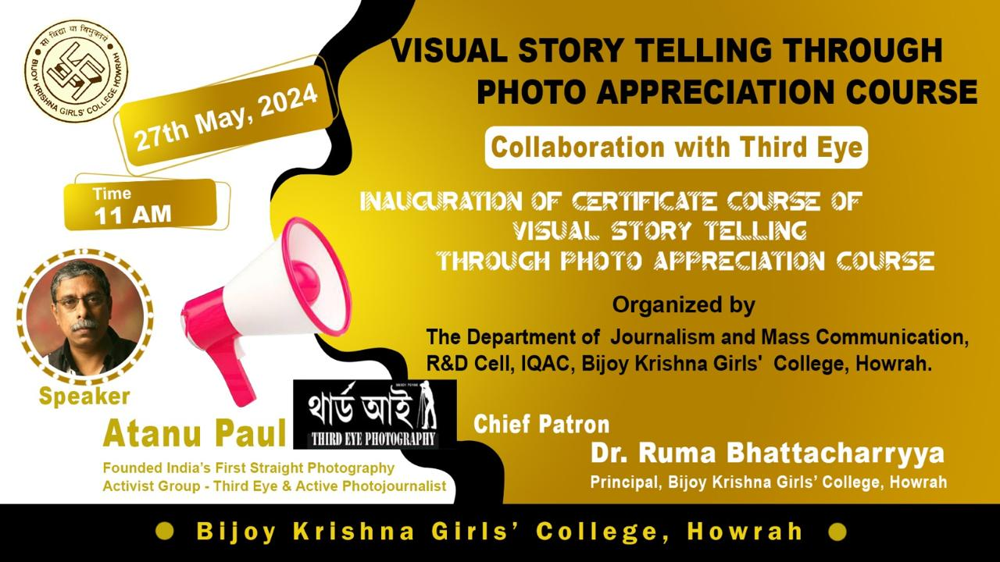 सा विद्या या विमुक्तये
BIJOY KRISHNA GIRLS' COLLEGE HOWRAH
27th May, 2024
Time
11 AM
VISUAL STORY TELLING THROUGH
PHOTO APPRECIATION COURSE
Collaboration with Third Eye
INAUGURATION OF CERTIFICATE COURSE OF
VISUAL STORY TELLING
THROUGH PHOTO APPRECIATION COURSE
Organized by
The Department of Journalism and Mass Communication,
R&D Cell, IQAC, Bijoy Krishna Girls' College, Howrah.
Speaker
Atanu Paul
Founded India's First Straight Photography
Activist Group - Third Eye & Active Photojournalist
থার্ড আই
THIRD EYE PHOTOGRAPHY
Chief Patron
Dr. Ruma Bhattacharryya
Principal, Bijoy Krishna Girls' College, Howrah
Bijoy Krishna Girls' College, Howrah